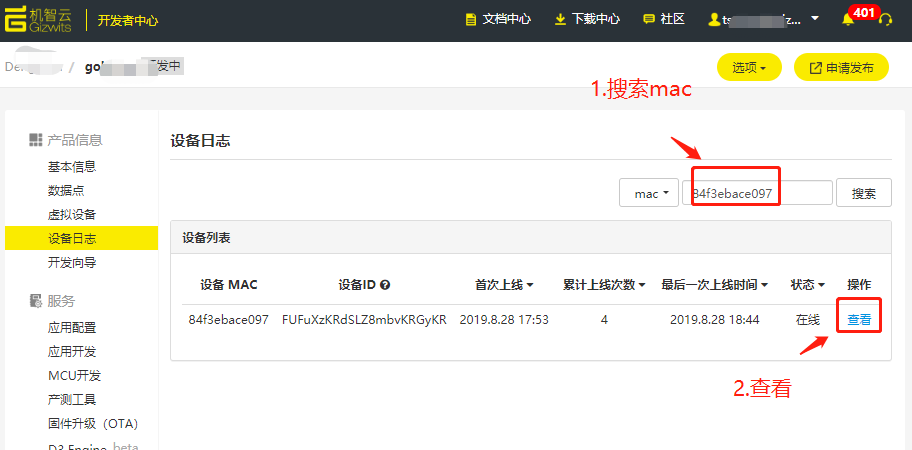 机智云
Gizwits
开发者中心
文档中心
下载中心
社区
ts z...
401
De /
go 开发中
选项
申请发布
1.搜索mac
产品信息
基本信息
数据点
虚拟设备
设备日志
开发向导
服务
应用配置
应用开发
MCU开发
产测工具
固件升级（OTA）
D3 Engine beta
设备日志
mac
84f3ebace097
搜索
设备列表
设备 MAC 设备ID 首次上线 累计上线次数 最后一次上线时间 状态 操作
84f3ebace097 FUFuXzKRdSLZ8mbvKRGyKR 2019.8.28 17:53 4 2019.8.28 18:44 在线 查看
2.查看